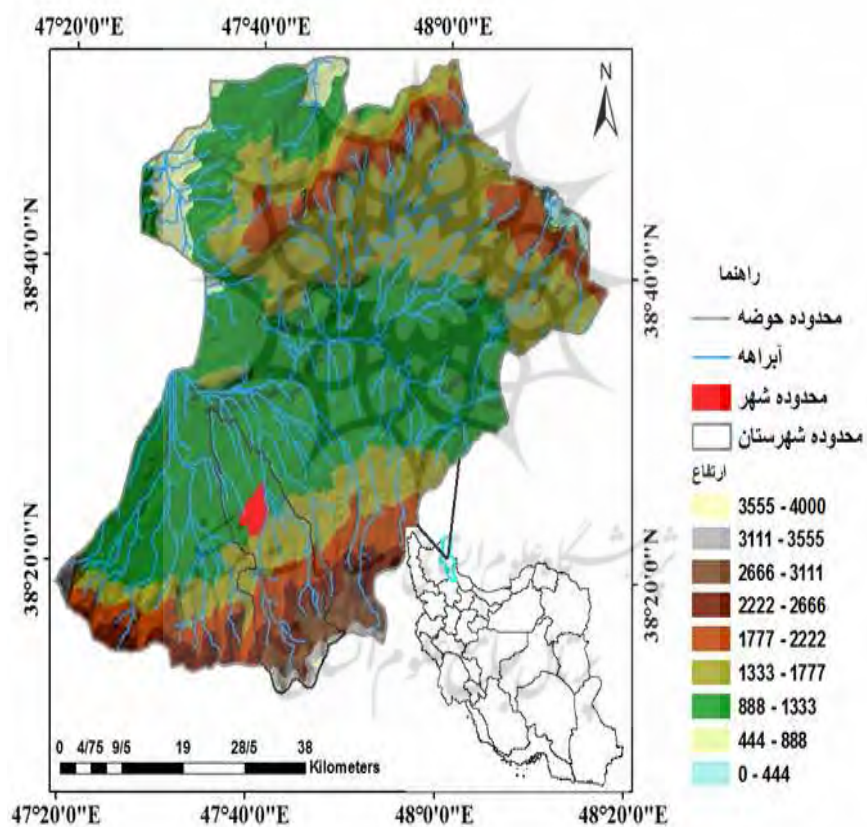 47°20'0"E 47°40'0"E 48°0'0"E
N
38°40'0"N
38°40'0"N
38°20'0"N
38°20'0"N
راهنما
محدوده حوضه
آبراهه
محدوده شهر
محدوده شهرستان
ارتفاع
3555 - 4000
3111 - 3555
2666 - 3111
2222 - 2666
1777 - 2222
1333 - 1777
888 - 1333
444 - 888
0 - 444
0 4/75 9/5 19 28/5 38
Kilometers
47°20'0"E 47°40'0"E 48°0'0"E 48°20'0"E